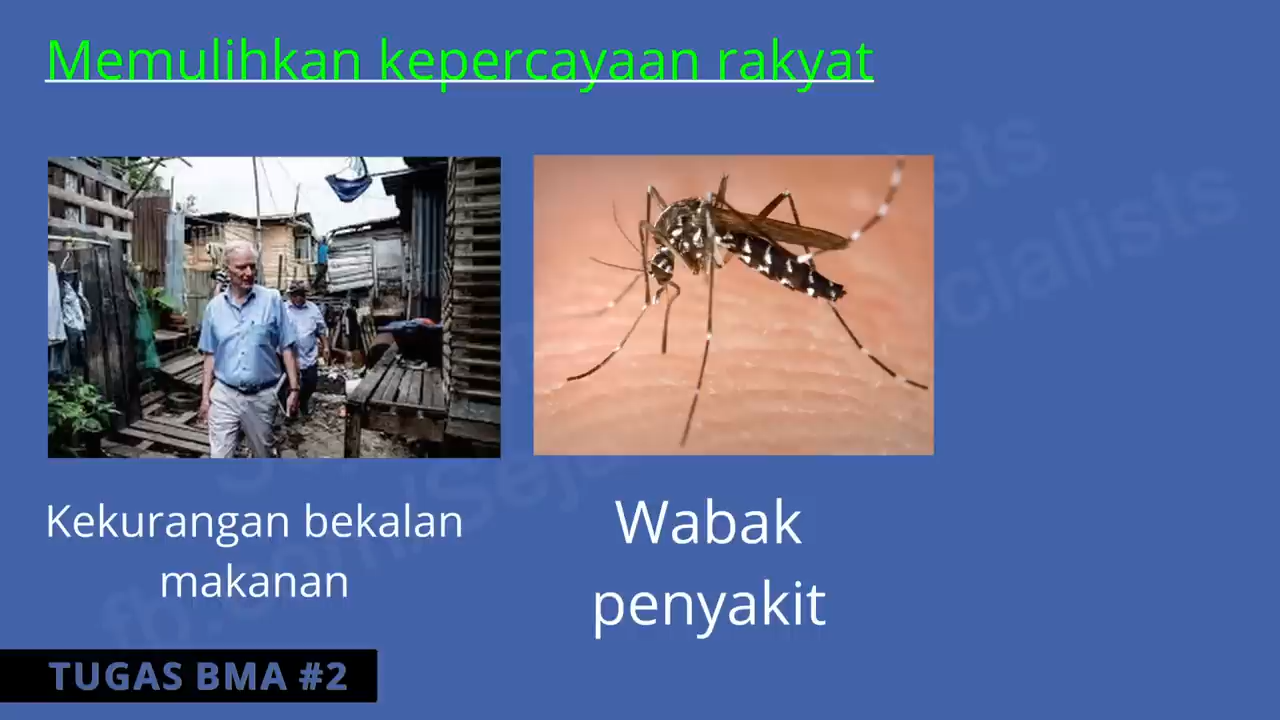 Memulihkan kepercayaan rakyat
Kekurangan bekalan
makanan
Wabak
penyakit
TUGAS BMA #2